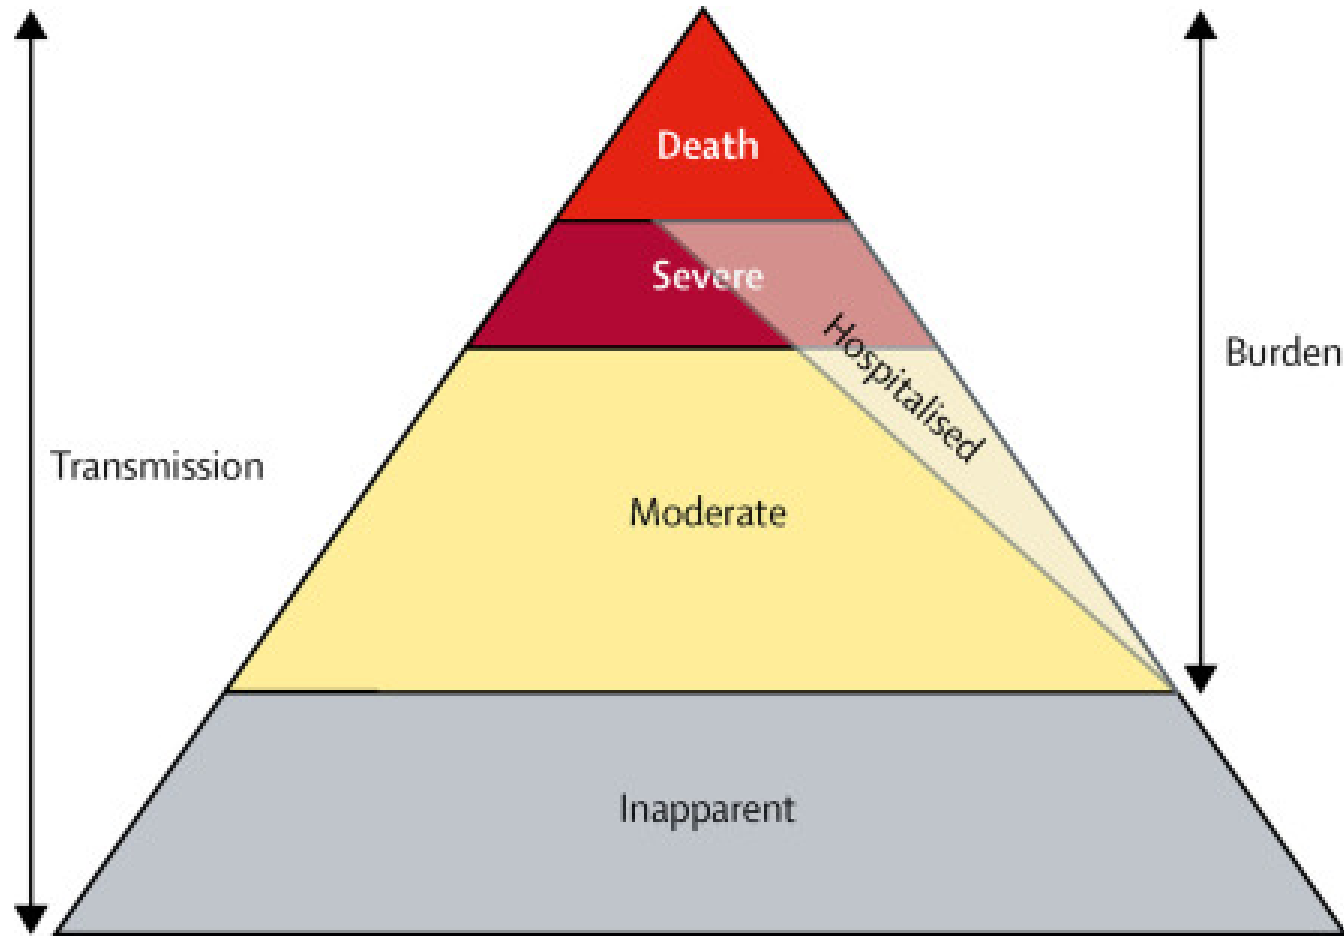 Death
Severe
Hospitalised
Burden
Transmission
Moderate
Inapparent